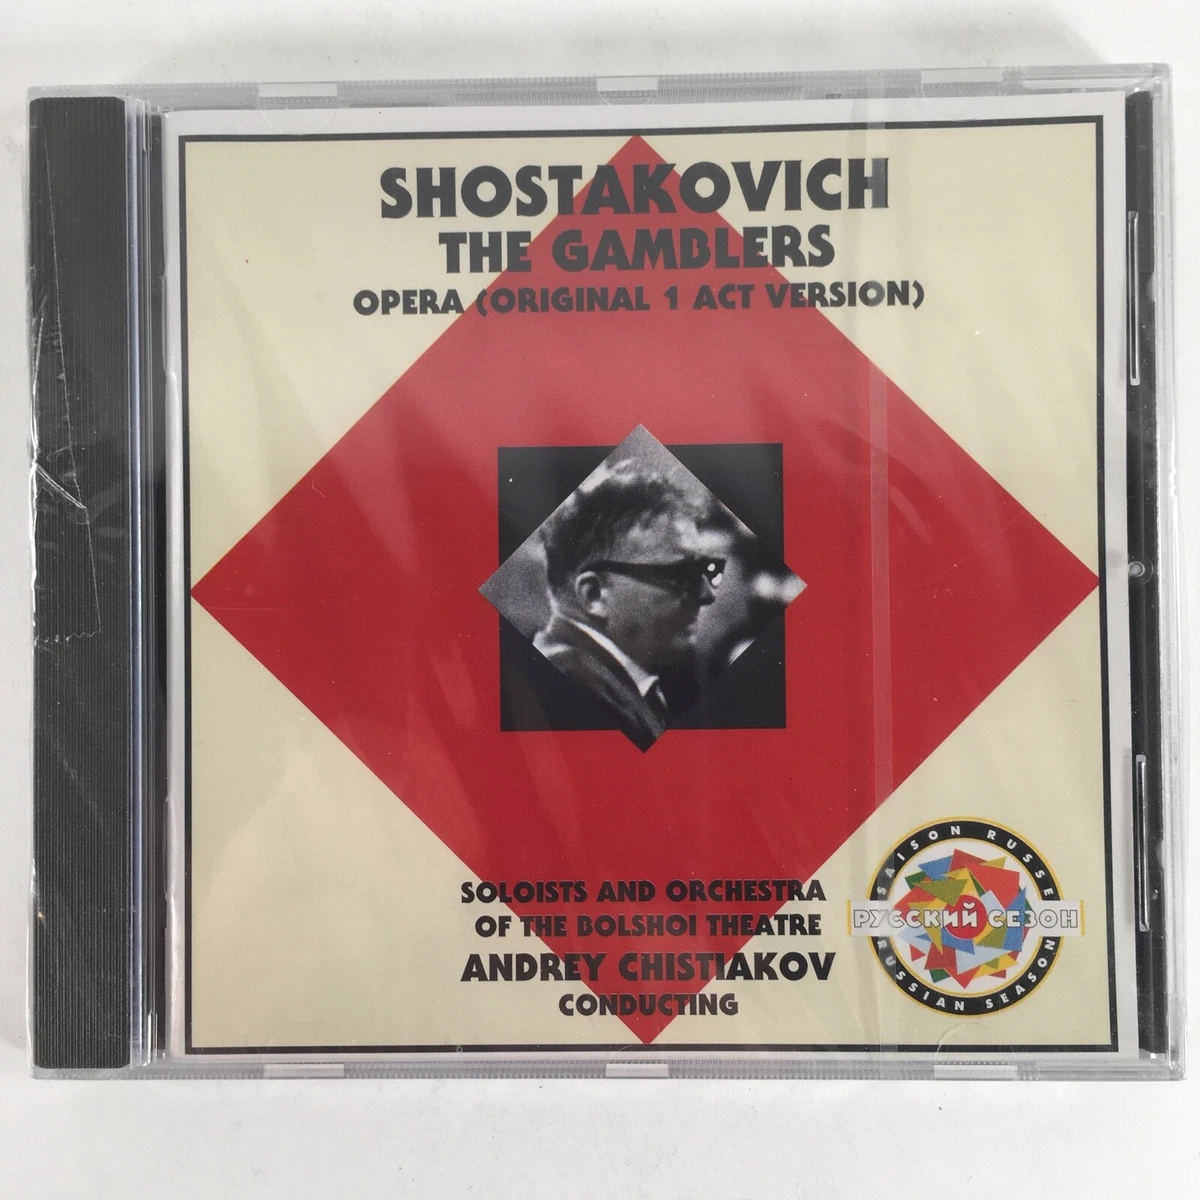 SHOSTAKOVICH
THE GAMBLERS
OPERA (ORIGINAL 1 ACT VERSION)
SOLOISTS AND ORCHESTRA
OF THE BOLSHOI THEATRE
ANDREY CHISTIAKOV
CONDUCTING
SAISON RUSSE
РУССКИЙ СЕЗОН
RUSSIAN SEASON